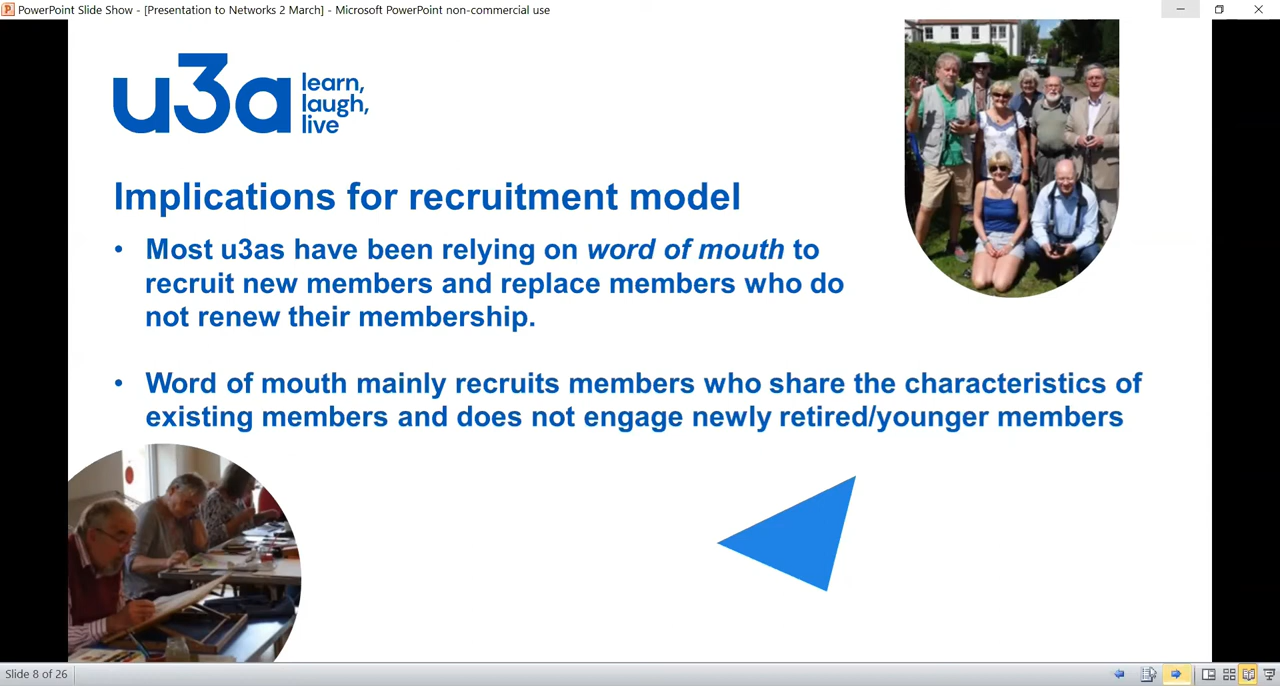 PowerPoint Slide Show - [Presentation to Networks 2 March] - Microsoft PowerPoint non-commercial use
u3a
learn,
laugh,
live
Implications for recruitment model
• Most u3as have been relying on word of mouth to
recruit new members and replace members who do
not renew their membership.
• Word of mouth mainly recruits members who share the characteristics of
existing members and does not engage newly retired/younger members
Slide 8 of 26